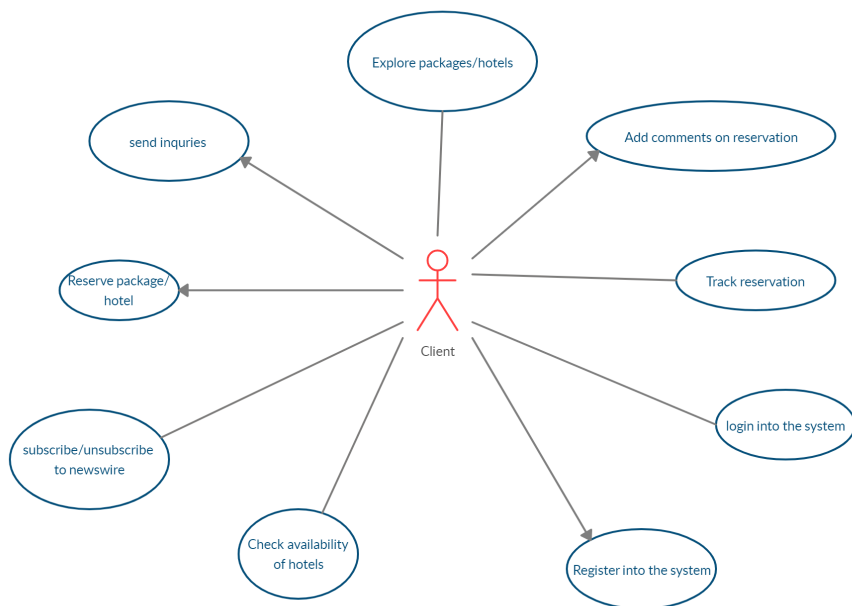 Explore packages/hotels
send inquries
Add comments on reservation
Reserve package/
hotel
Track reservation
Client
login into the system
subscribe/unsubscribe
to newswire
Check availability
of hotels
Register into the system